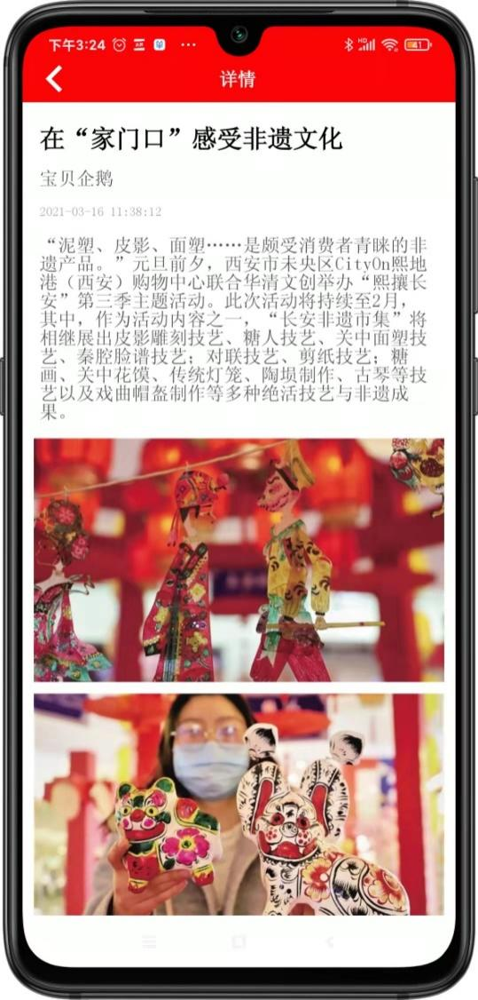 下午3:24
HD
41
详情
在“家门口”感受非遗文化
宝贝企鹅
2021-03-16 11:38:12
“泥塑、皮影、面塑……是颇受消费者青睐的非
遗产品。”元旦前夕，西安市未央区CityOn熙地
港（西安）购物中心联合华清文创举办“熙攘长
安”第三季主题活动。此次活动将持续至2月，
其中，作为活动内容之一，“长安非遗市集”将
相继展出皮影雕刻技艺、糖人技艺、关中面塑技
艺、秦腔脸谱技艺；对联技艺、剪纸技艺；糖
画、关中花馍、传统灯笼、陶埙制作、古琴等技
艺以及戏曲帽盔制作等多种绝活技艺与非遗成
果。